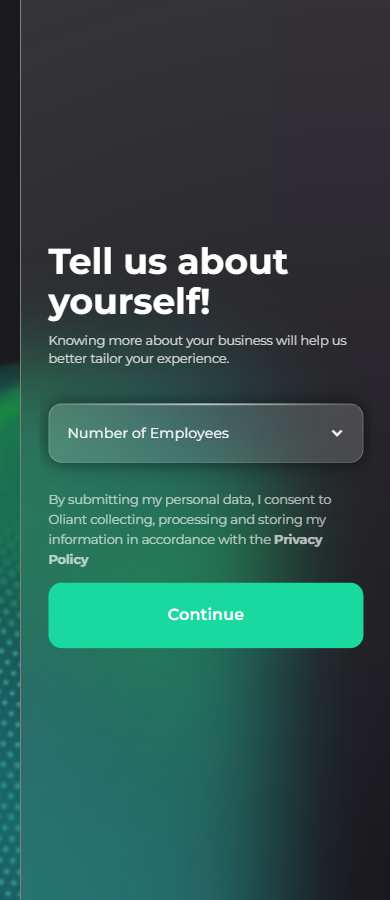 Tell us about
yourself!
Knowing more about your business will help us
better tailor your experience.
Number of Employees
By submitting my personal data, I consent to
Oliant collecting, processing and storing my
information in accordance with the Privacy
Policy
Continue